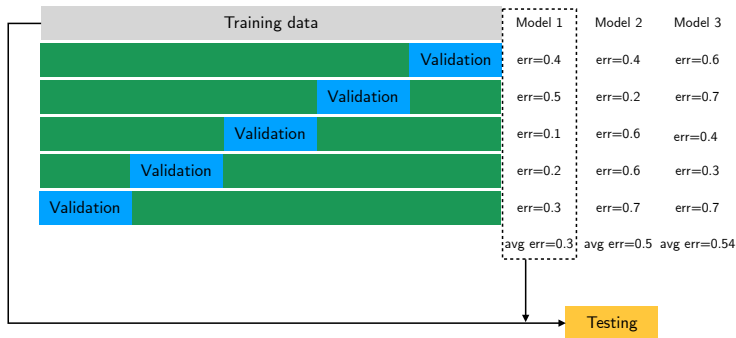 Training data Model 1 Model 2 Model 3
Validation err=0.4 err=0.4 err=0.6
Validation err=0.5 err=0.2 err=0.7
Validation err=0.1 err=0.6 err=0.4
Validation err=0.2 err=0.6 err=0.3
Validation err=0.3 err=0.7 err=0.7
avg err=0.3 avg err=0.5 avg err=0.54
Testing